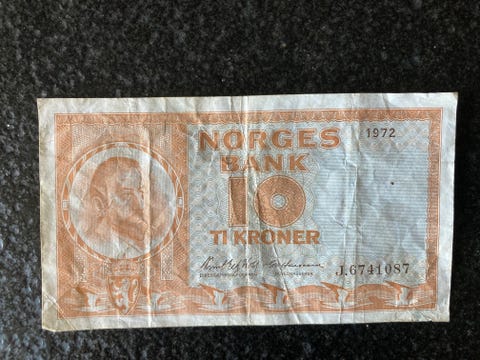 NORGES
1972
BANK
10
TI KRONER
J.6741087